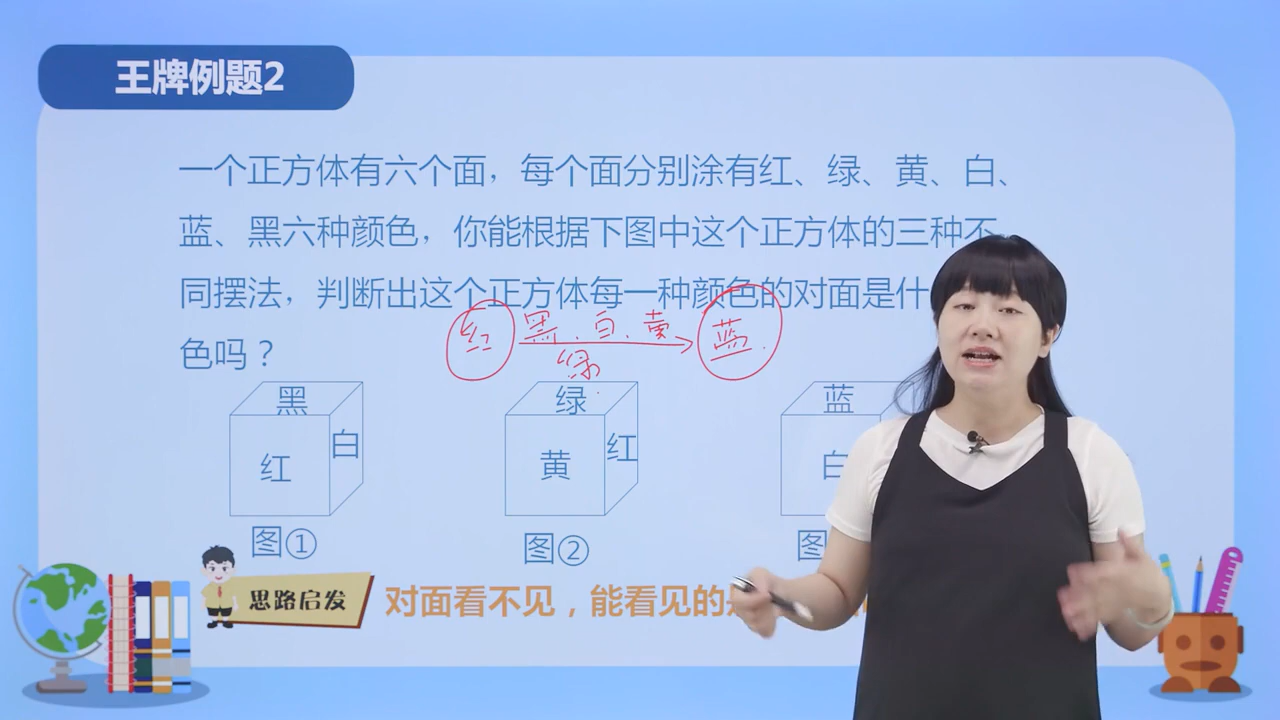 王牌例题2
一个正方体有六个面，每个面分别涂有红、绿、黄、白、
蓝、黑六种颜色，你能根据下图中这个正方体的三种不
同摆法，判断出这个正方体每一种颜色的对面是什
色吗？
红 黑、白、黄 蓝
绿
黑 绿 蓝
红 白 黄 红 白
图① 图② 图
思路启发 对面看不见，能看见的是